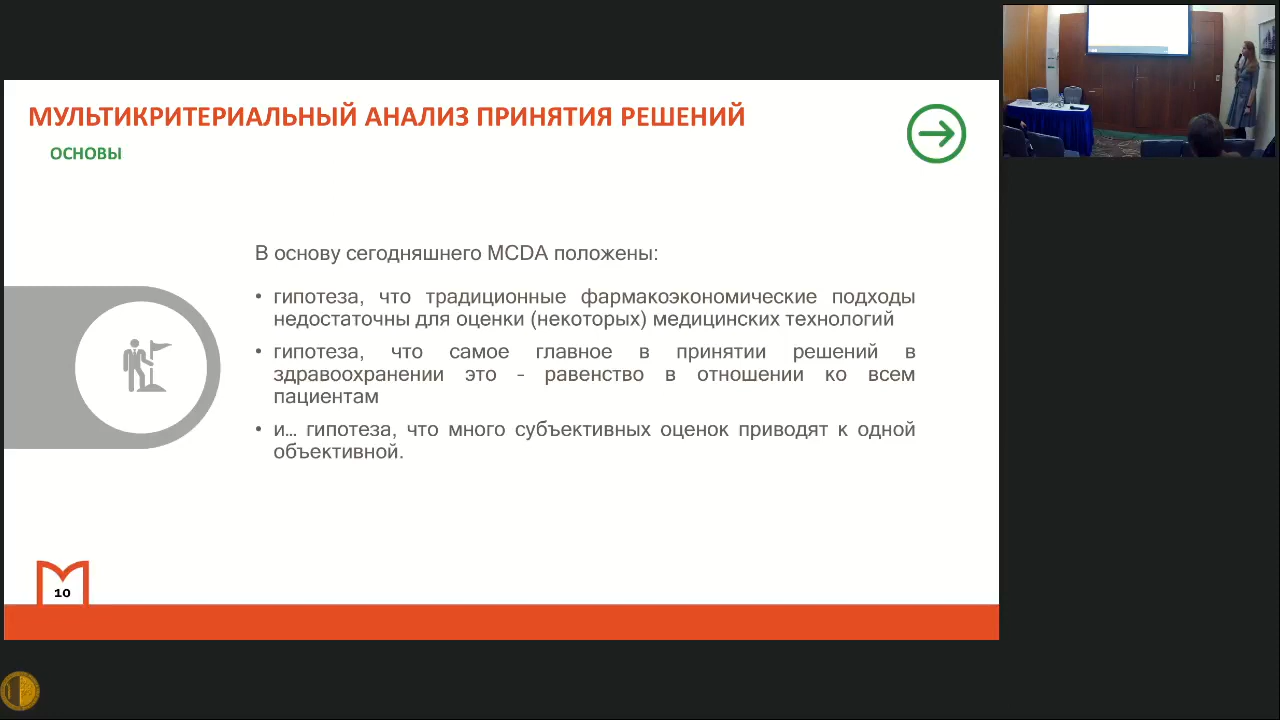 МУЛЬТИКРИТЕРИАЛЬНЫЙ АНАЛИЗ ПРИНЯТИЯ РЕШЕНИЙ
ОСНОВЫ
В основу сегодняшнего MCDA положены:
• гипотеза, что традиционные фармакоэкономические подходы
недостаточны для оценки (некоторых) медицинских технологий
• гипотеза, что самое главное в принятии решений в
здравоохранении это - равенство в отношении ко всем
пациентам
• и... гипотеза, что много субъективных оценок приводят к одной
объективной.
10